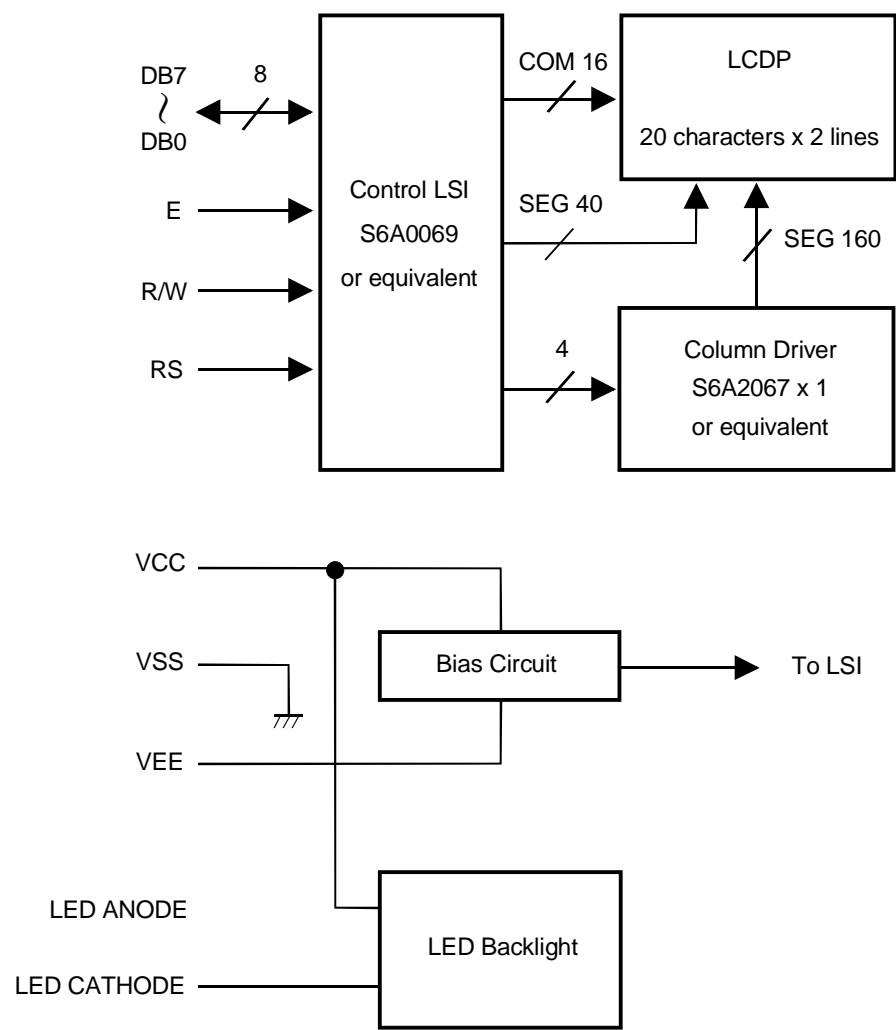 DB7
~
DB0
8
E
R/W
RS
Control LSI
S6A0069
or equivalent
COM 16
SEG 40
4
LCDP
20 characters x 2 lines
SEG 160
Column Driver
S6A2067 x 1
or equivalent
VCC
VSS
VEE
Bias Circuit
To LSI
LED ANODE
LED CATHODE
LED Backlight